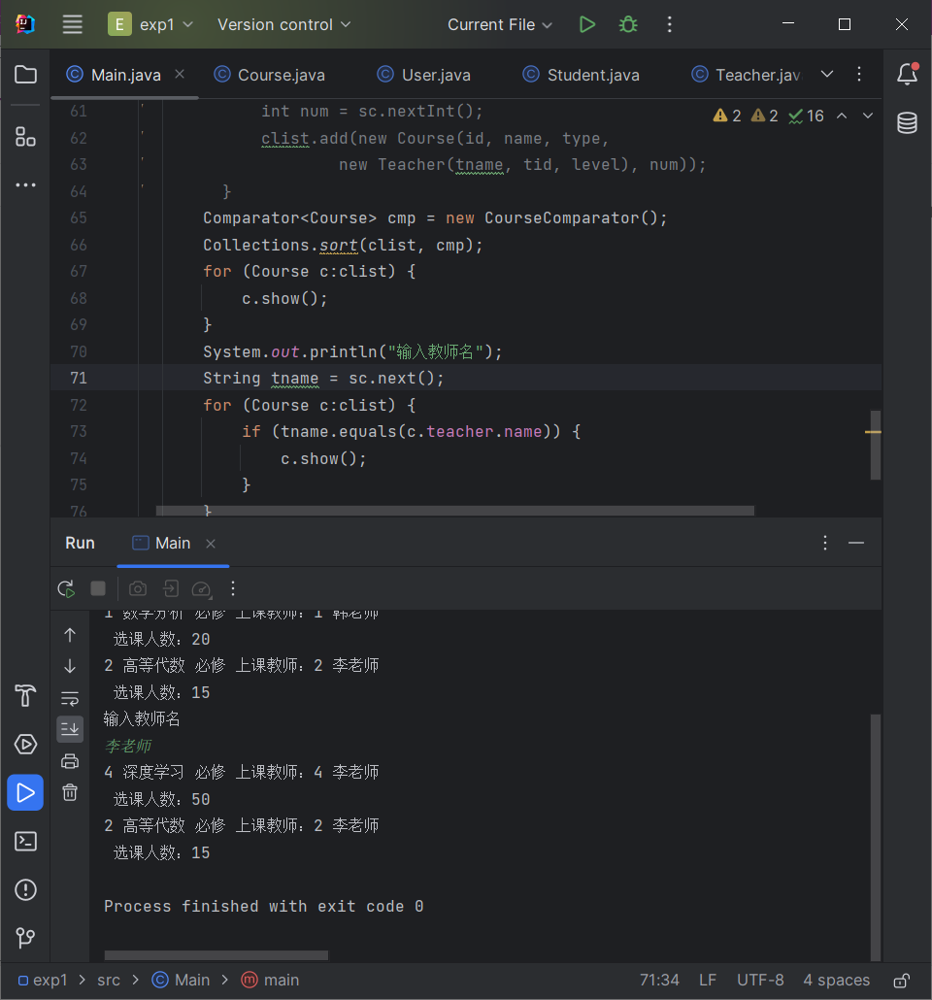 E exp1 Version control Current File
Main.java Course.java User.java Student.java Teacher.jav
2 2 16
61 int num = sc.nextInt();
62 clist.add(new Course(id, name, type,
63 new Teacher(tname, tid, level), num));
64 }
65 Comparator<Course> cmp = new CourseComparator();
66 Collections.sort(clist, cmp);
67 for (Course c:clist) {
68 c.show();
69 }
70 System.out.println("输入教师名");
71 String tname = sc.next();
72 for (Course c:clist) {
73 if (tname.equals(c.teacher.name)) {
74 c.show();
75 }
76 }
Run Main
1 数学分析 必修 上课教师：1 韩老师
选课人数：20
2 高等代数 必修 上课教师：2 李老师
选课人数：15
输入教师名
李老师
4 深度学习 必修 上课教师：4 李老师
选课人数：50
2 高等代数 必修 上课教师：2 李老师
选课人数：15
Process finished with exit code 0
exp1 > src > Main > main 71:34 LF UTF-8 4 spaces